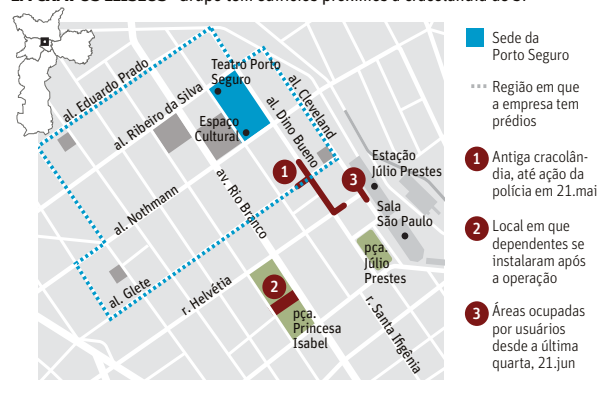 Teatro Porto
Seguro
Espaço
Cultural
al. Eduardo Prado
al. Ribeiro da Silva
al. Nothmann
al. Glete
al. Cleveland
al. Dino Bueno
av. Rio Branco
r. Helvétia
r. Santa Ifigênia
Estação
Júlio Prestes
Sala
São Paulo
pça.
Júlio
Prestes
pça.
Princesa
Isabel
1
2
3
Sede da
Porto Seguro
Região em que
a empresa tem
prédios
1 Antiga cracolân-
dia, até ação da
polícia em 21.mai
2 Local em que
dependentes se
instalaram após
a operação
3 Áreas ocupadas
por usuários
desde a última
quarta, 21.jun